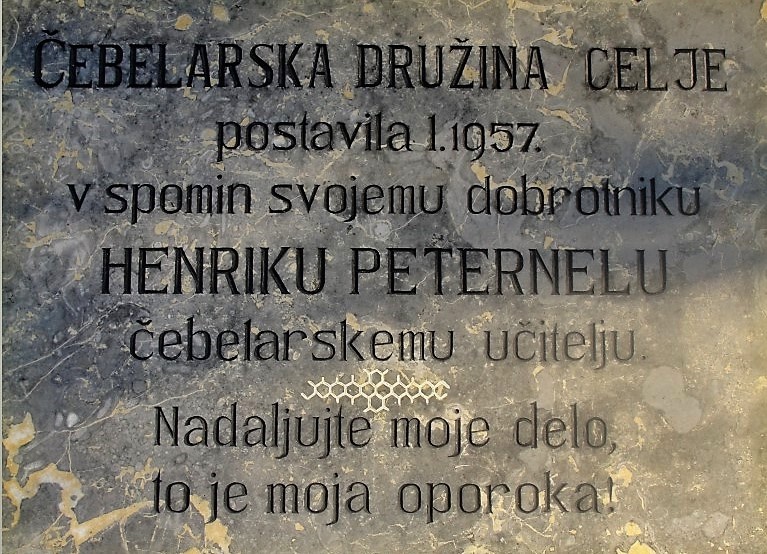 ČEBELARSKA DRUŽINA CELJE
postavila l.1957.
v spomin svojemu dobrotniku
HENRIKU PETERNELU
čebelarskemu učitelju.
Nadaljujte moje delo,
to je moja oporoka!